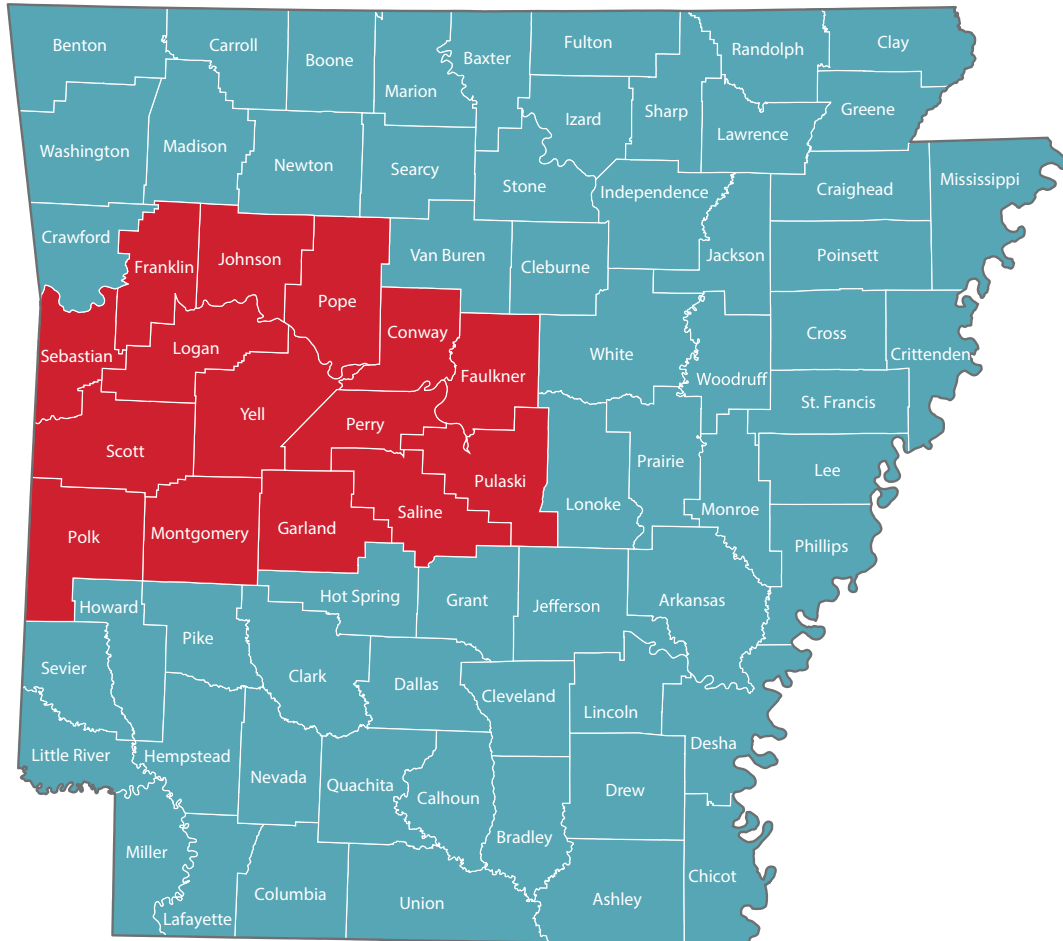 Benton
Carroll
Boone
Marion
Baxter
Fulton
Sharp
Randolph
Clay
Greene
Lawrence
Izard
Washington
Madison
Newton
Searcy
Stone
Independence
Craighead
Mississippi
Crawford
Franklin
Johnson
Pope
Van Buren
Cleburne
Jackson
Poinsett
Sebastian
Logan
Conway
Faulkner
White
Woodruff
Cross
Crittenden
St. Francis
Scott
Yell
Perry
Pulaski
Saline
Lonoke
Prairie
Monroe
Lee
Phillips
Polk
Montgomery
Garland
Hot Spring
Grant
Jefferson
Arkansas
Howard
Pike
Clark
Dallas
Cleveland
Lincoln
Desha
Sevier
Little River
Hempstead
Nevada
Quachita
Calhoun
Bradley
Drew
Miller
Lafayette
Columbia
Union
Ashley
Chicot